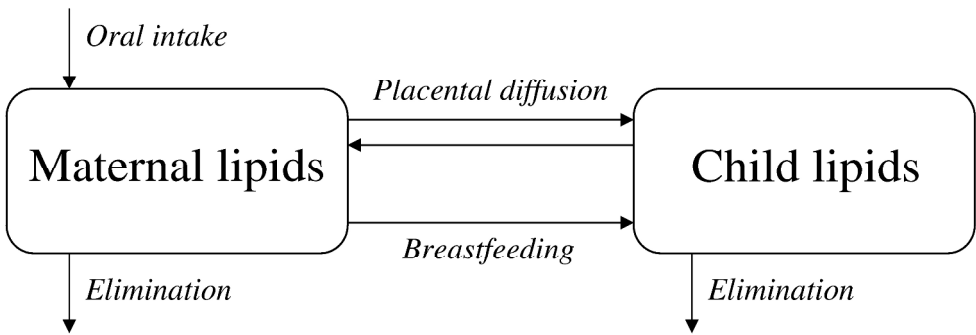 Oral intake
Placental diffusion
Maternal lipids
Child lipids
Breastfeeding
Elimination
Elimination